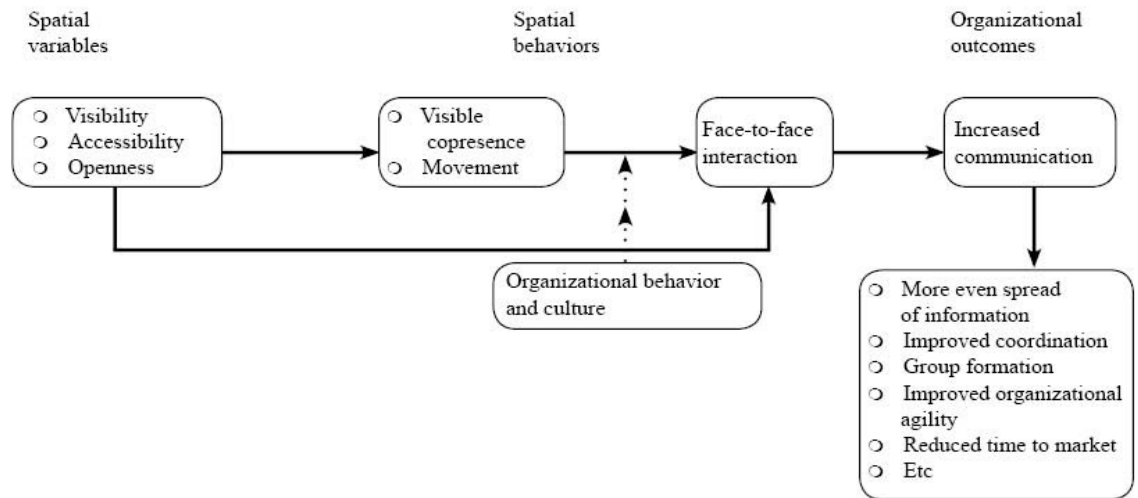 Spatial
variables
Spatial
behaviors
Organizational
outcomes
❍ Visibility
❍ Accessibility
❍ Openness
❍ Visible
copresence
❍ Movement
Face-to-face
interaction
Increased
communication
Organizational behavior
and culture
❍ More even spread
of information
❍ Improved coordination
❍ Group formation
❍ Improved organizational
agility
❍ Reduced time to market
❍ Etc